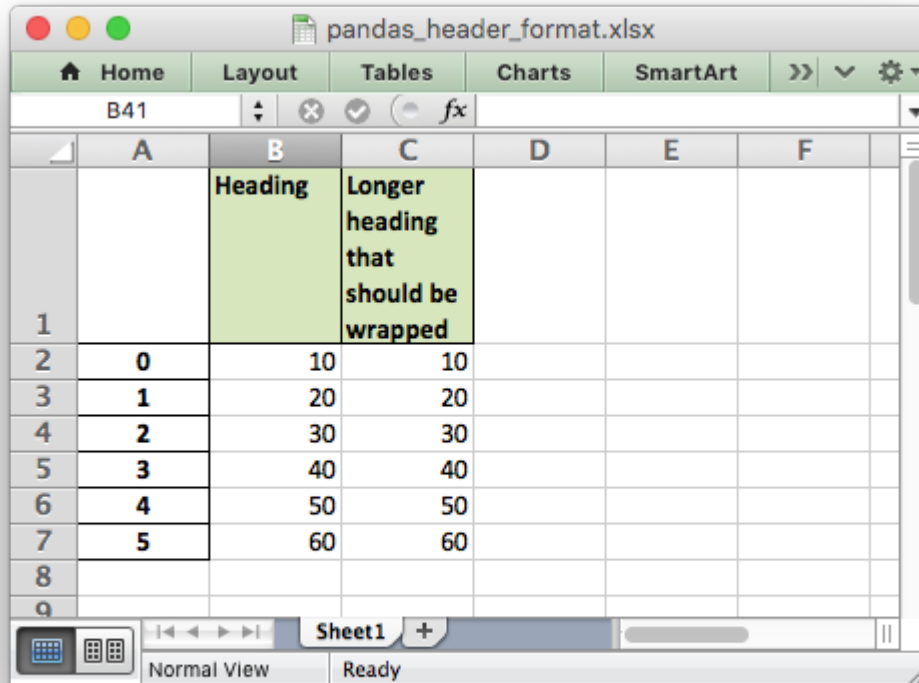 pandas_header_format.xlsx
Home Layout Tables Charts SmartArt
B41 fx
A B C D E F
Heading
Longer
heading
that
should be
wrapped
1
2 0 10 10
3 1 20 20
4 2 30 30
5 3 40 40
6 4 50 50
7 5 60 60
8
9
Sheet1 +
Normal View Ready